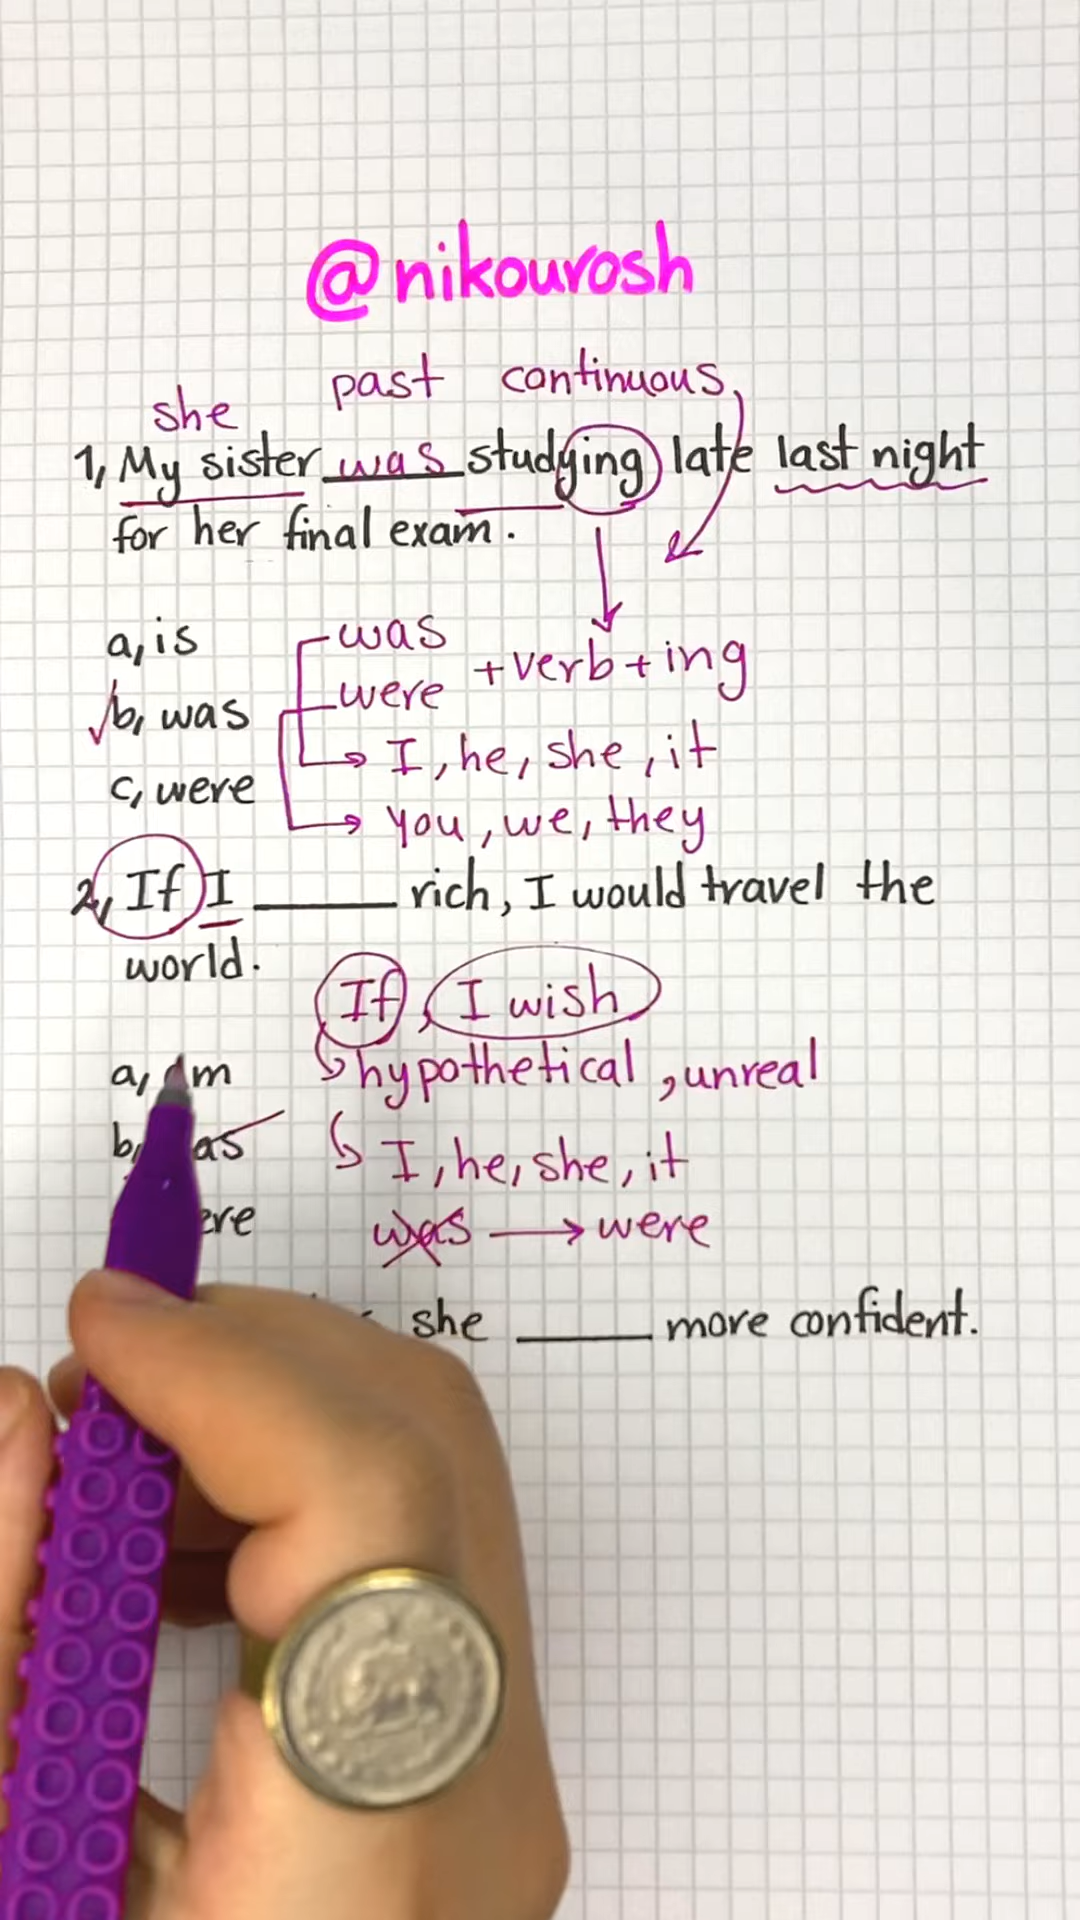 @nikourosh
she past continuous
1, My sister was studying late last night
for her final exam.
a, is
b, was
c, were
was
were
+verb+ing
I, he, she, it
you, we, they
2, If I ______ rich, I would travel the
world.
If, I wish
hypothetical, unreal
I, he, she, it
was → were
a, am
b,
she ______ more confident.